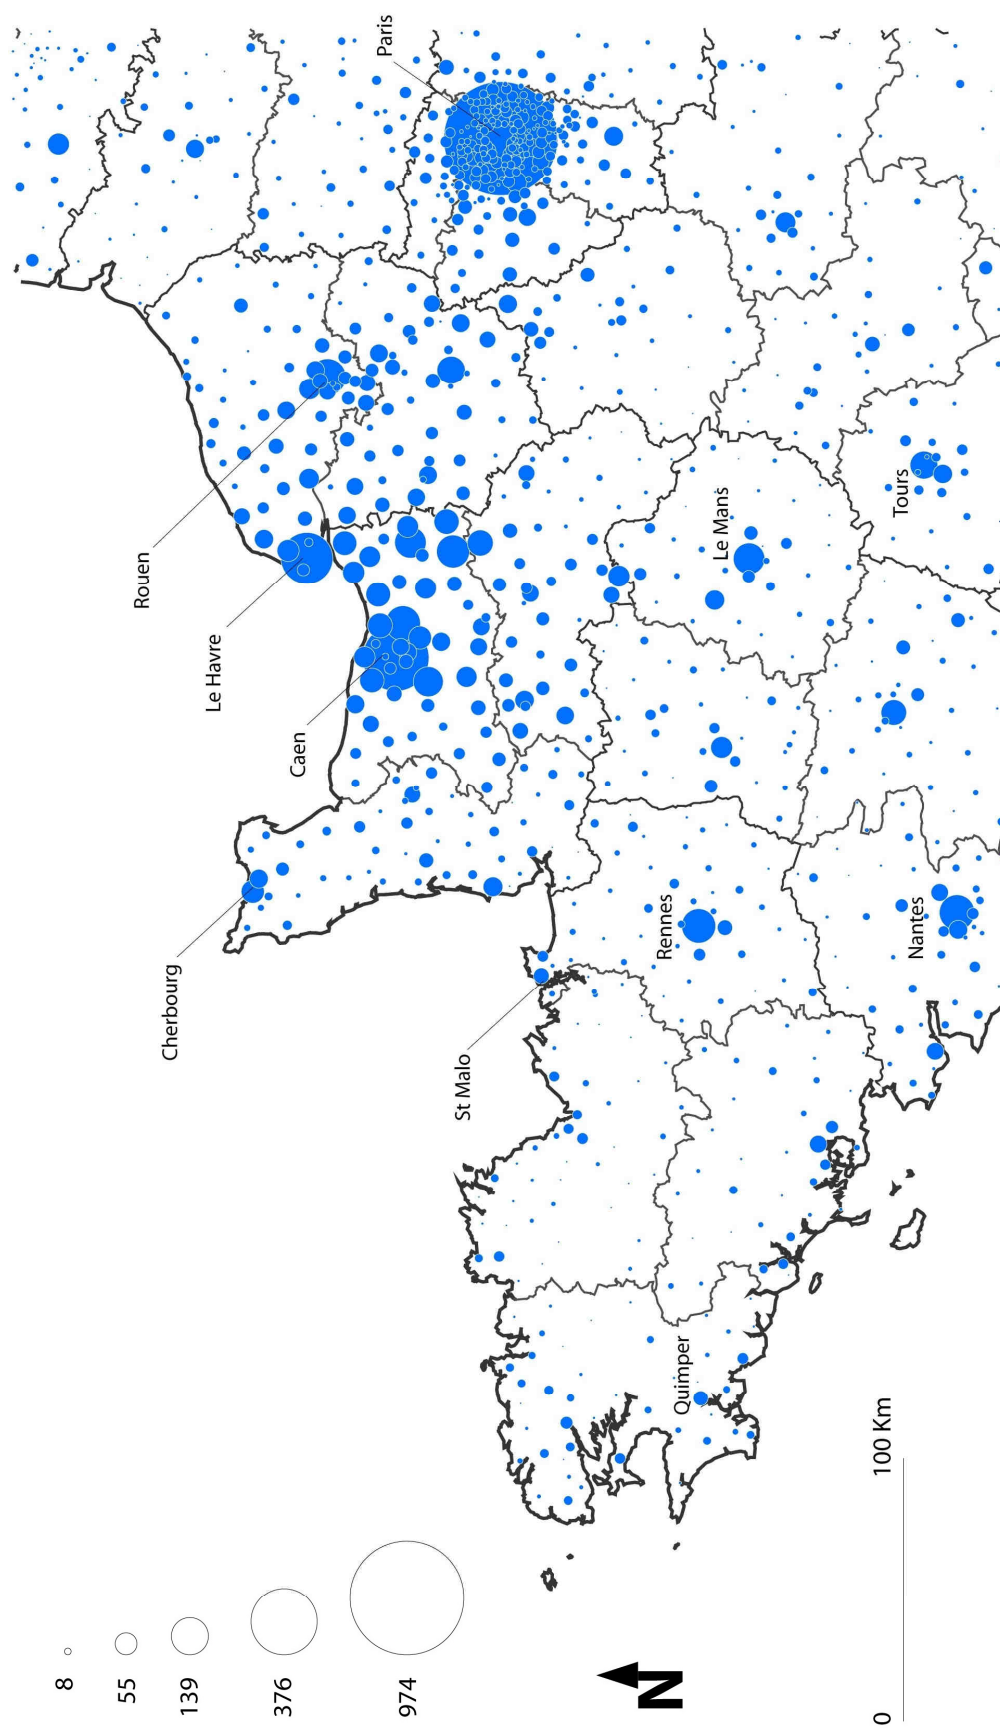 8
55
139
376
974
N
0
100 Km
Cherbourg
St Malo
Le Havre
Rouen
Caen
Paris
Rennes
Le Mans
Quimper
Nantes
Tours